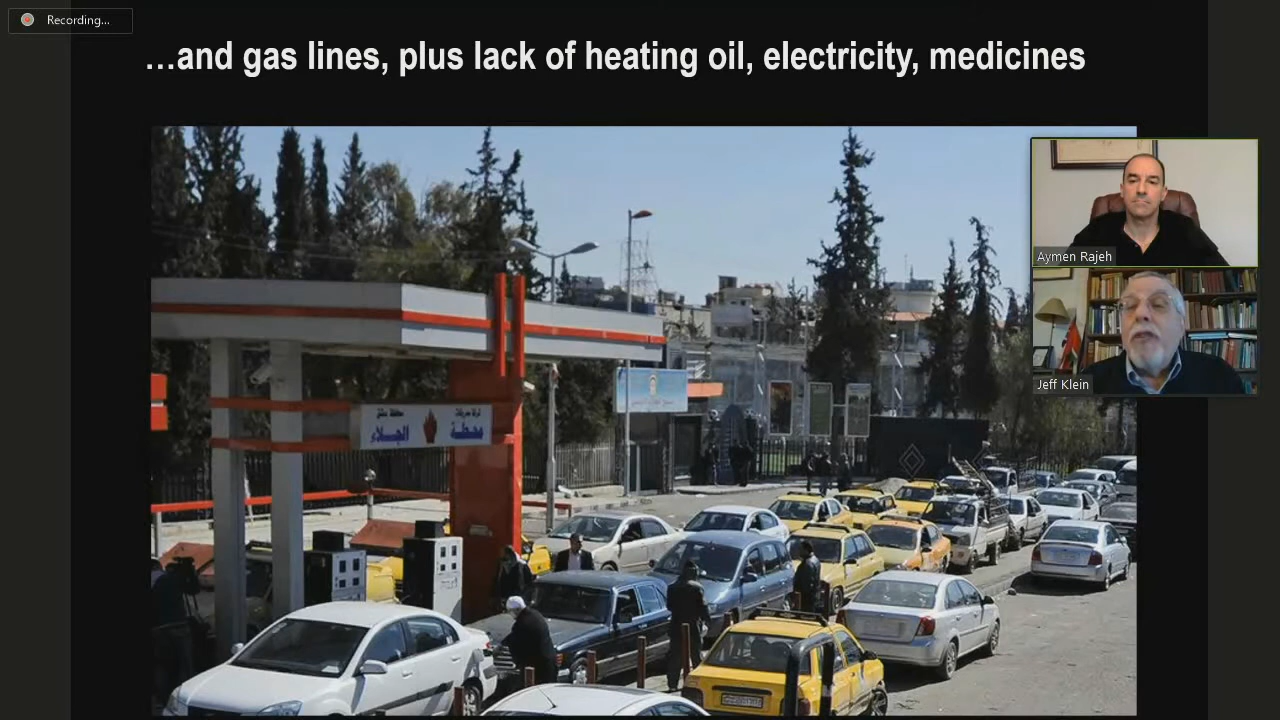 Recording...
…and gas lines, plus lack of heating oil, electricity, medicines
Aymen Rajeh
Jeff Klein
محطة
الجلاء